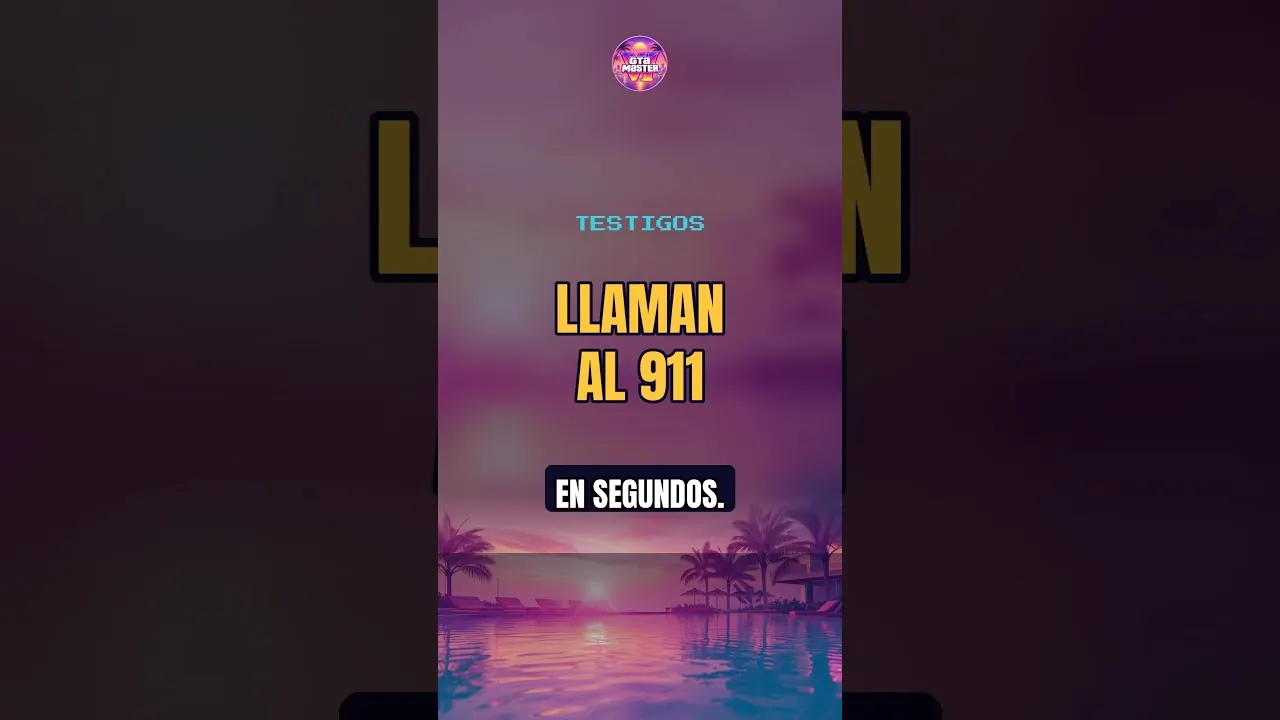 GTA
MASTER
TESTIGOS
LLAMAN
AL 911
EN SEGUNDOS.